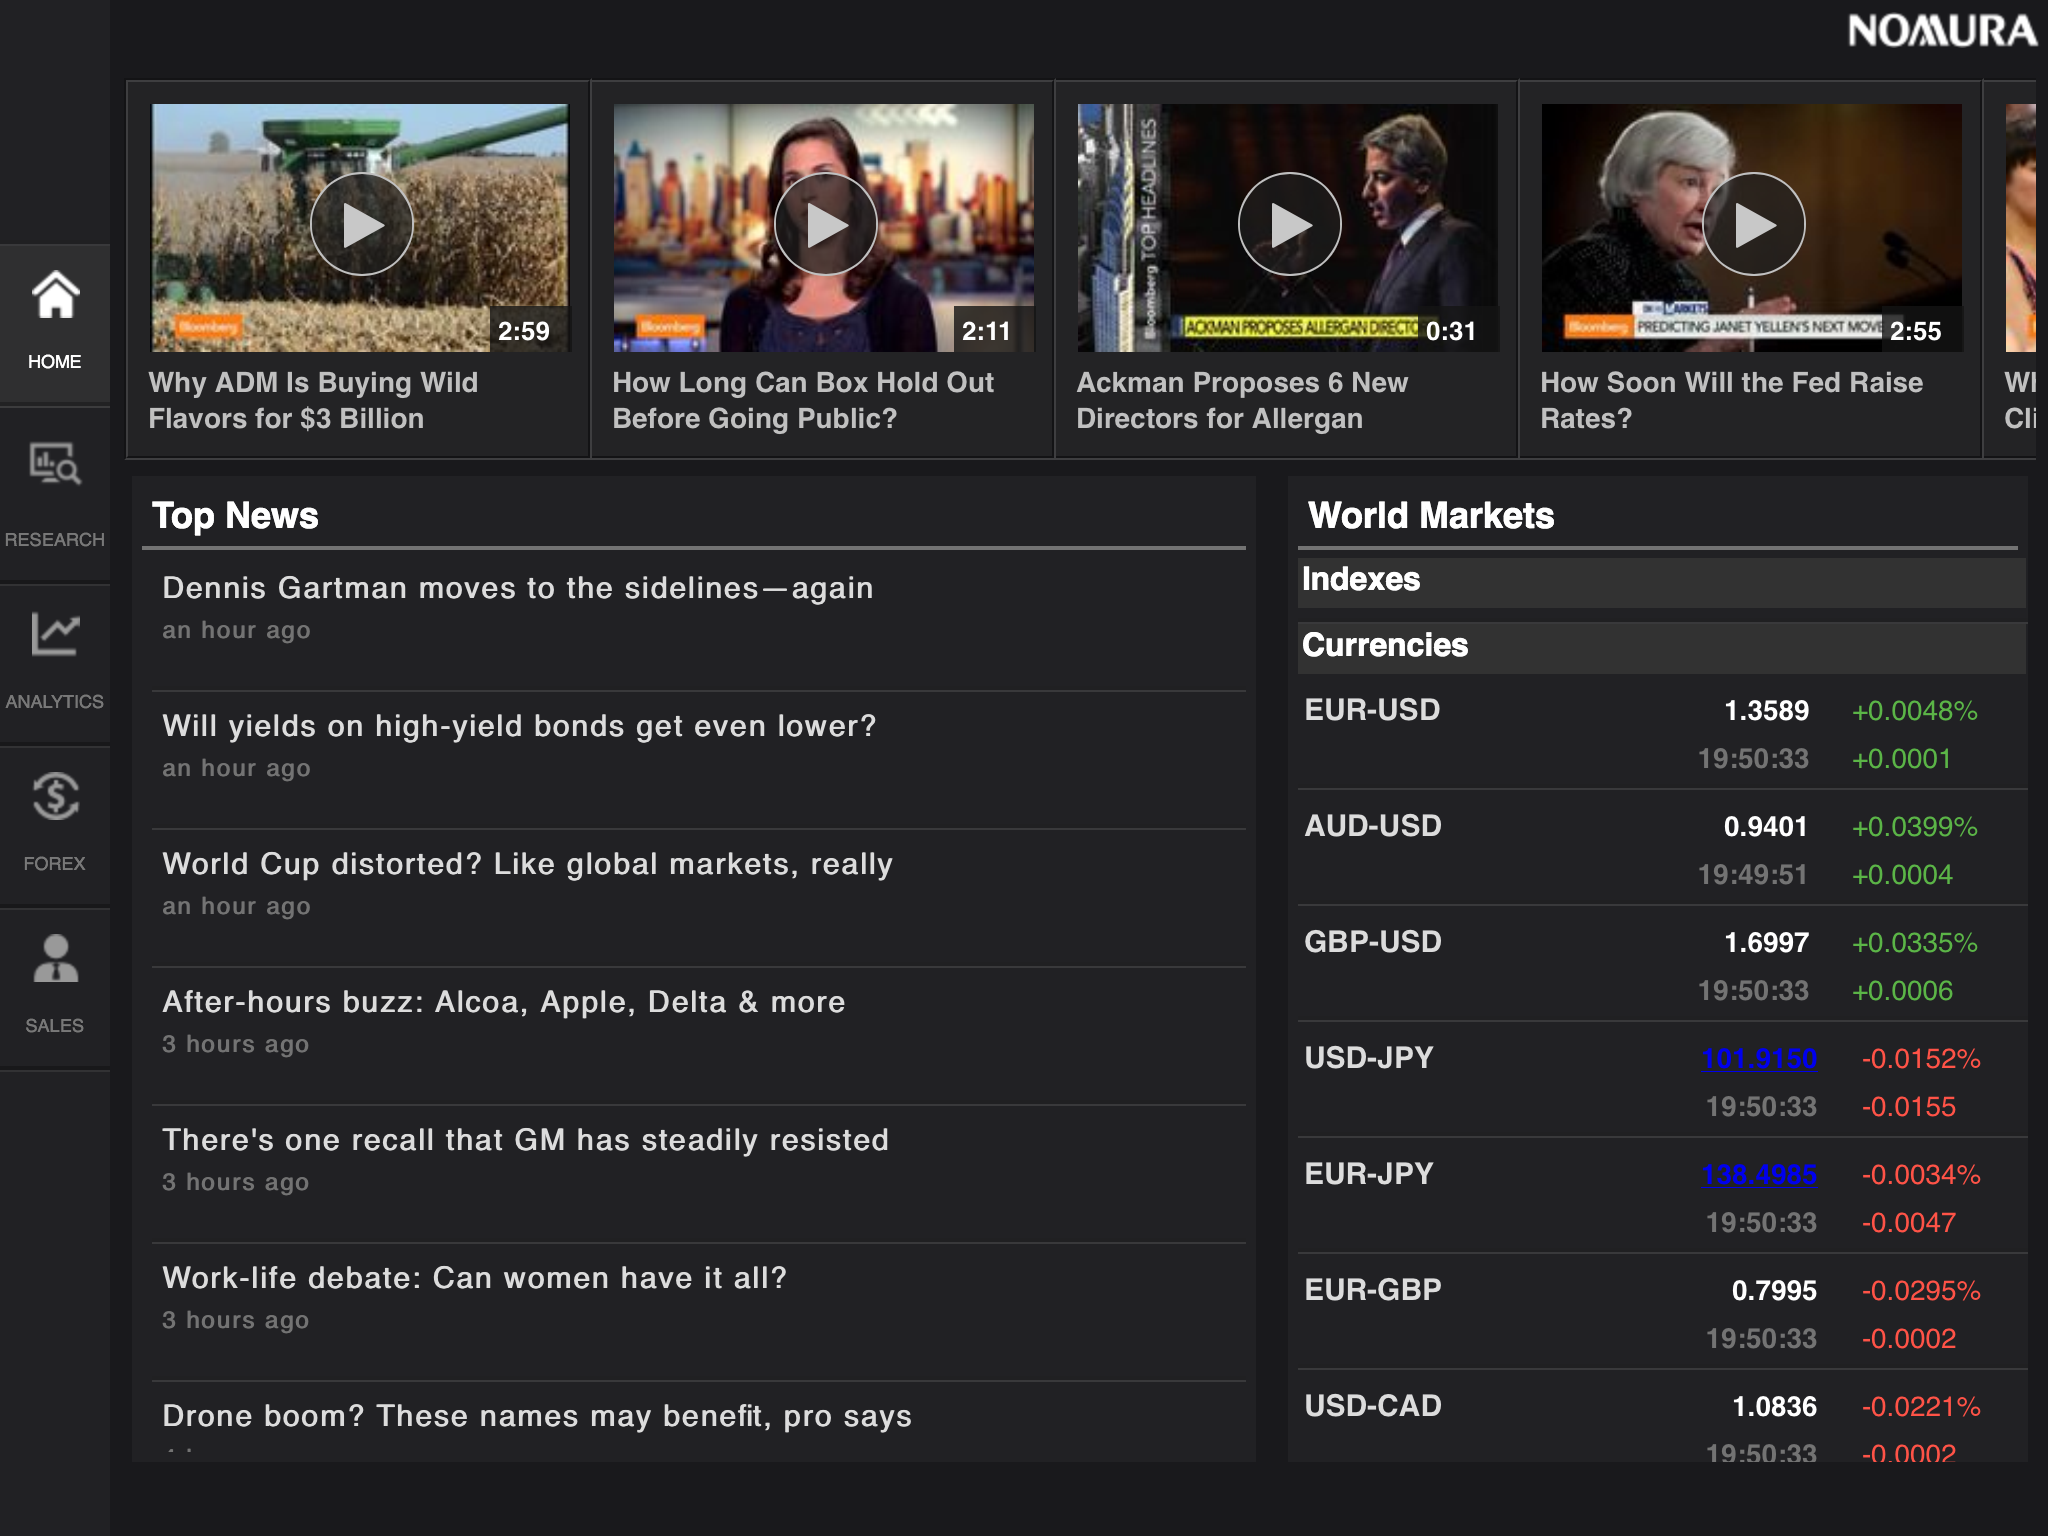 NOMURA
HOME
RESEARCH
ANALYTICS
FOREX
SALES
Bloomberg
2:59
Why ADM Is Buying Wild
Flavors for $3 Billion
Bloomberg
2:11
How Long Can Box Hold Out
Before Going Public?
Bloomberg TOP HEADLINES
ACKMAN PROPOSES ALLERGAN DIRECTO
0:31
Ackman Proposes 6 New
Directors for Allergan
MARKETS
Bloomberg PREDICTING JANET YELLEN'S NEXT MOVE
2:55
How Soon Will the Fed Raise
Rates?
Cli
Top News
Dennis Gartman moves to the sidelines—again
an hour ago
Will yields on high-yield bonds get even lower?
an hour ago
World Cup distorted? Like global markets, really
an hour ago
After-hours buzz: Alcoa, Apple, Delta & more
3 hours ago
There's one recall that GM has steadily resisted
3 hours ago
Work-life debate: Can women have it all?
3 hours ago
Drone boom? These names may benefit, pro says
World Markets
Indexes
Currencies
EUR-USD 1.3589 +0.0048%
19:50:33 +0.0001
AUD-USD 0.9401 +0.0399%
19:49:51 +0.0004
GBP-USD 1.6997 +0.0335%
19:50:33 +0.0006
USD-JPY 101.9150 -0.0152%
19:50:33 -0.0155
EUR-JPY 138.4985 -0.0034%
19:50:33 -0.0047
EUR-GBP 0.7995 -0.0295%
19:50:33 -0.0002
USD-CAD 1.0836 -0.0221%
19:50:33 -0.0002